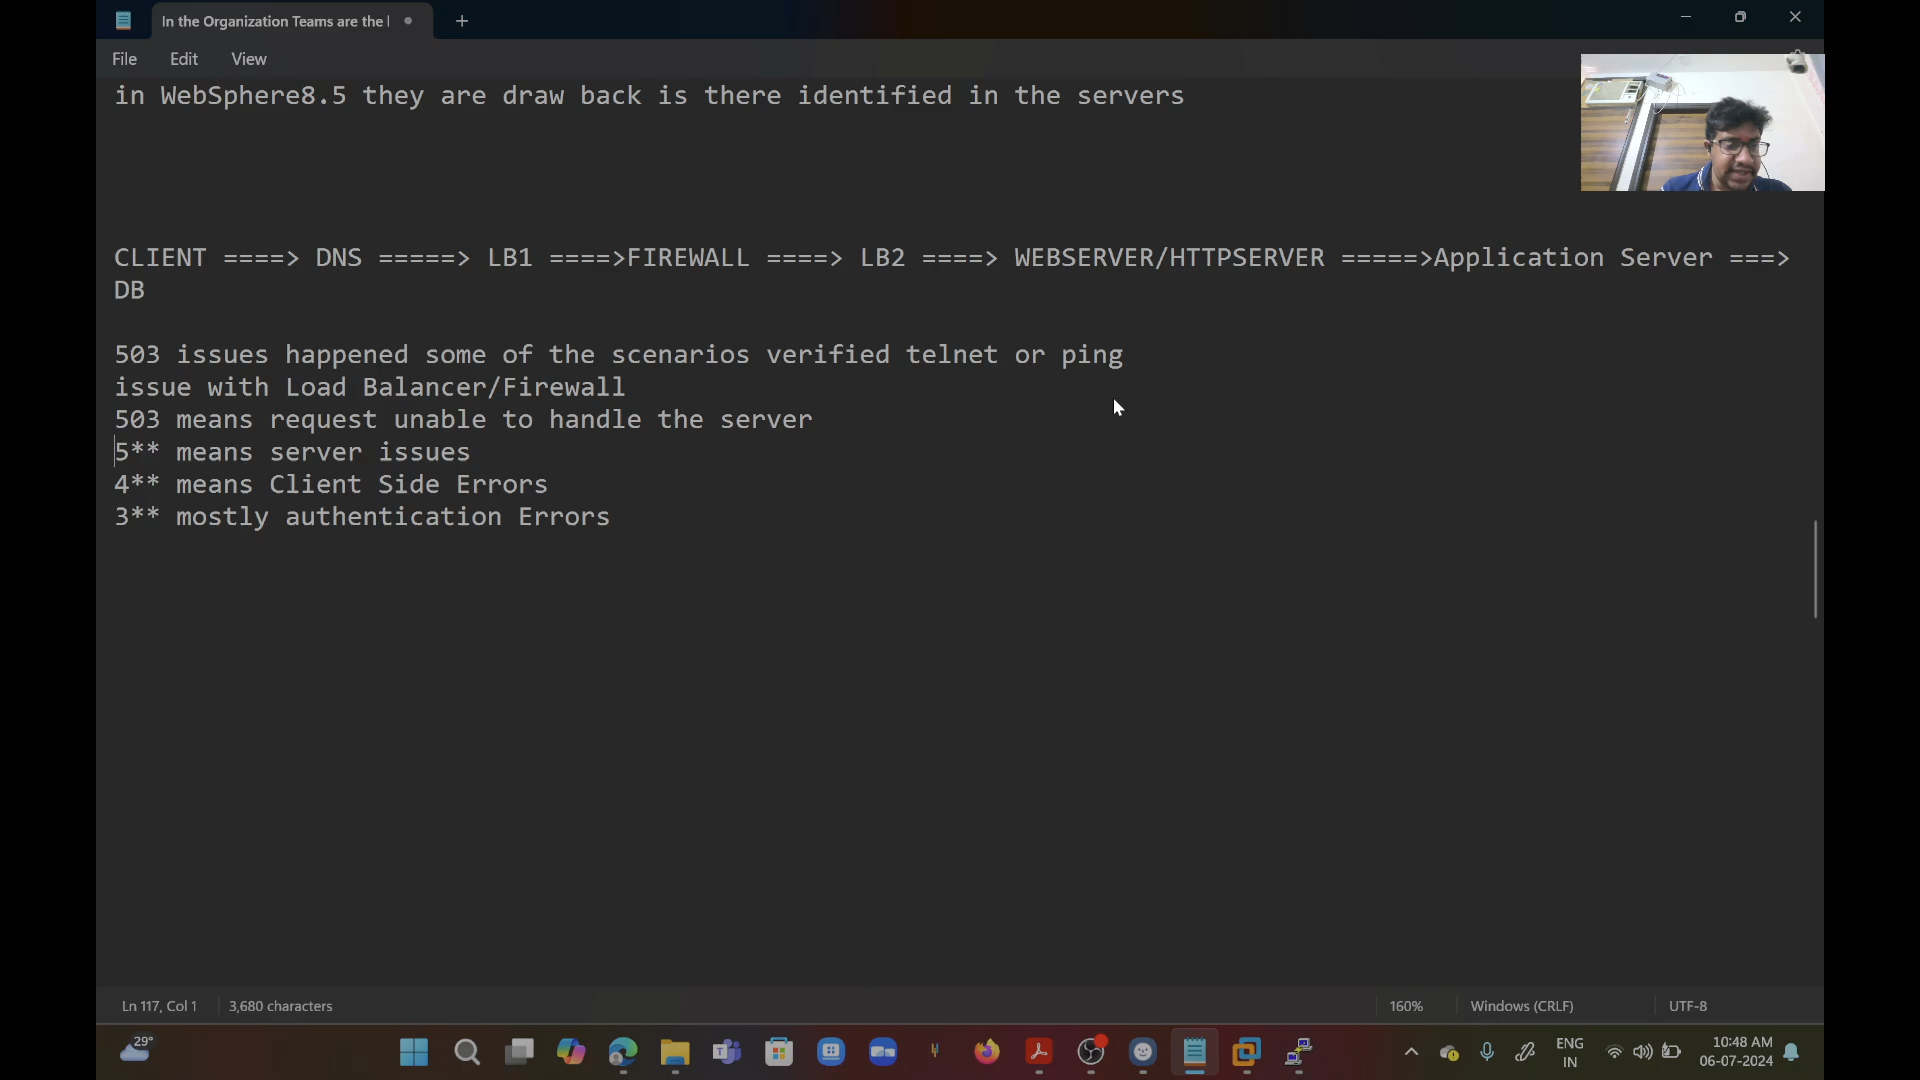 In the Organization Teams are the
File Edit View
in WebSphere8.5 they are draw back is there identified in the servers
CLIENT ====> DNS =====> LB1 ====>FIREWALL ====> LB2 ====> WEBSERVER/HTTPSERVER =====>Application Server ===>
DB
503 issues happened some of the scenarios verified telnet or ping
issue with Load Balancer/Firewall
503 means request unable to handle the server
5** means server issues
4** means Client Side Errors
3** mostly authentication Errors
Ln 117, Col 1 3,680 characters 160% Windows (CRLF) UTF-8
29°
ENG
IN
10:48 AM
06-07-2024